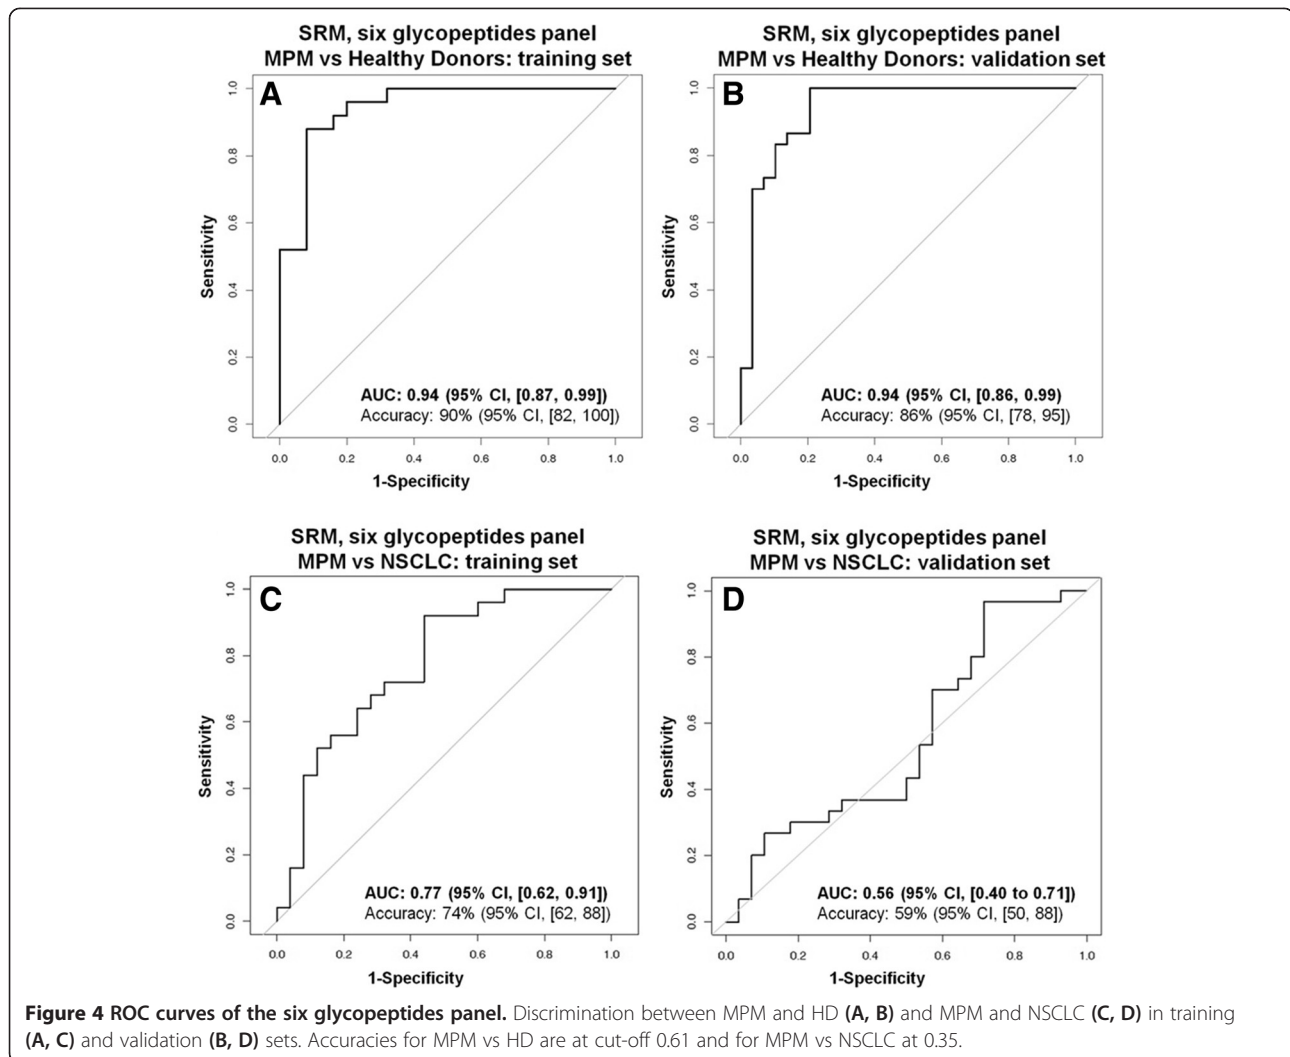 SRM, six glycopeptides panel
MPM vs Healthy Donors: training set
A
1.0
0.8
0.6
0.4
0.2
0.0
Sensitivity
AUC: 0.94 (95% CI, [0.87, 0.99])
Accuracy: 90% (95% CI, [82, 100])
0.0 0.2 0.4 0.6 0.8 1.0
1-Specificity
SRM, six glycopeptides panel
MPM vs Healthy Donors: validation set
B
1.0
0.8
0.6
0.4
0.2
0.0
Sensitivity
AUC: 0.94 (95% CI, [0.86, 0.99)
Accuracy: 86% (95% CI, [78, 95])
0.0 0.2 0.4 0.6 0.8 1.0
1-Specificity
SRM, six glycopeptides panel
MPM vs NSCLC: training set
C
1.0
0.8
0.6
0.4
0.2
0.0
Sensitivity
AUC: 0.77 (95% CI, [0.62, 0.91])
Accuracy: 74% (95% CI, [62, 88])
0.0 0.2 0.4 0.6 0.8 1.0
1-Specificity
SRM, six glycopeptides panel
MPM vs NSCLC: validation set
D
1.0
0.8
0.6
0.4
0.2
0.0
Sensitivity
AUC: 0.56 (95% CI, [0.40 to 0.71])
Accuracy: 59% (95% CI, [50, 88])
0.0 0.2 0.4 0.6 0.8 1.0
1-Specificity
Figure 4 ROC curves of the six glycopeptides panel. Discrimination between MPM and HD (A, B) and MPM and NSCLC (C, D) in training
(A, C) and validation (B, D) sets. Accuracies for MPM vs HD are at cut-off 0.61 and for MPM vs NSCLC at 0.35.